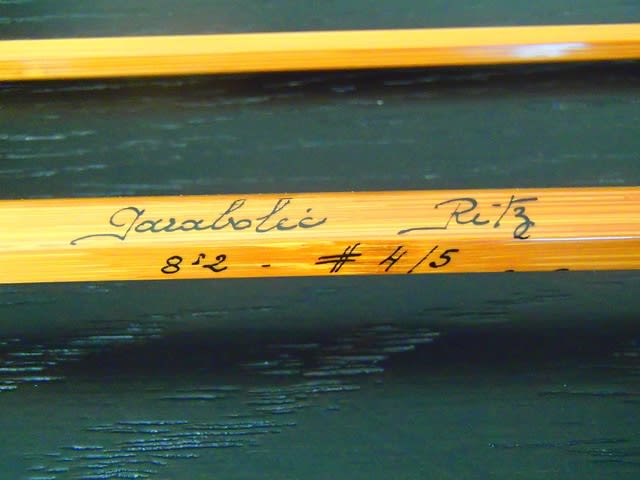 Parabolic Ritz
8'2 - # 4/5